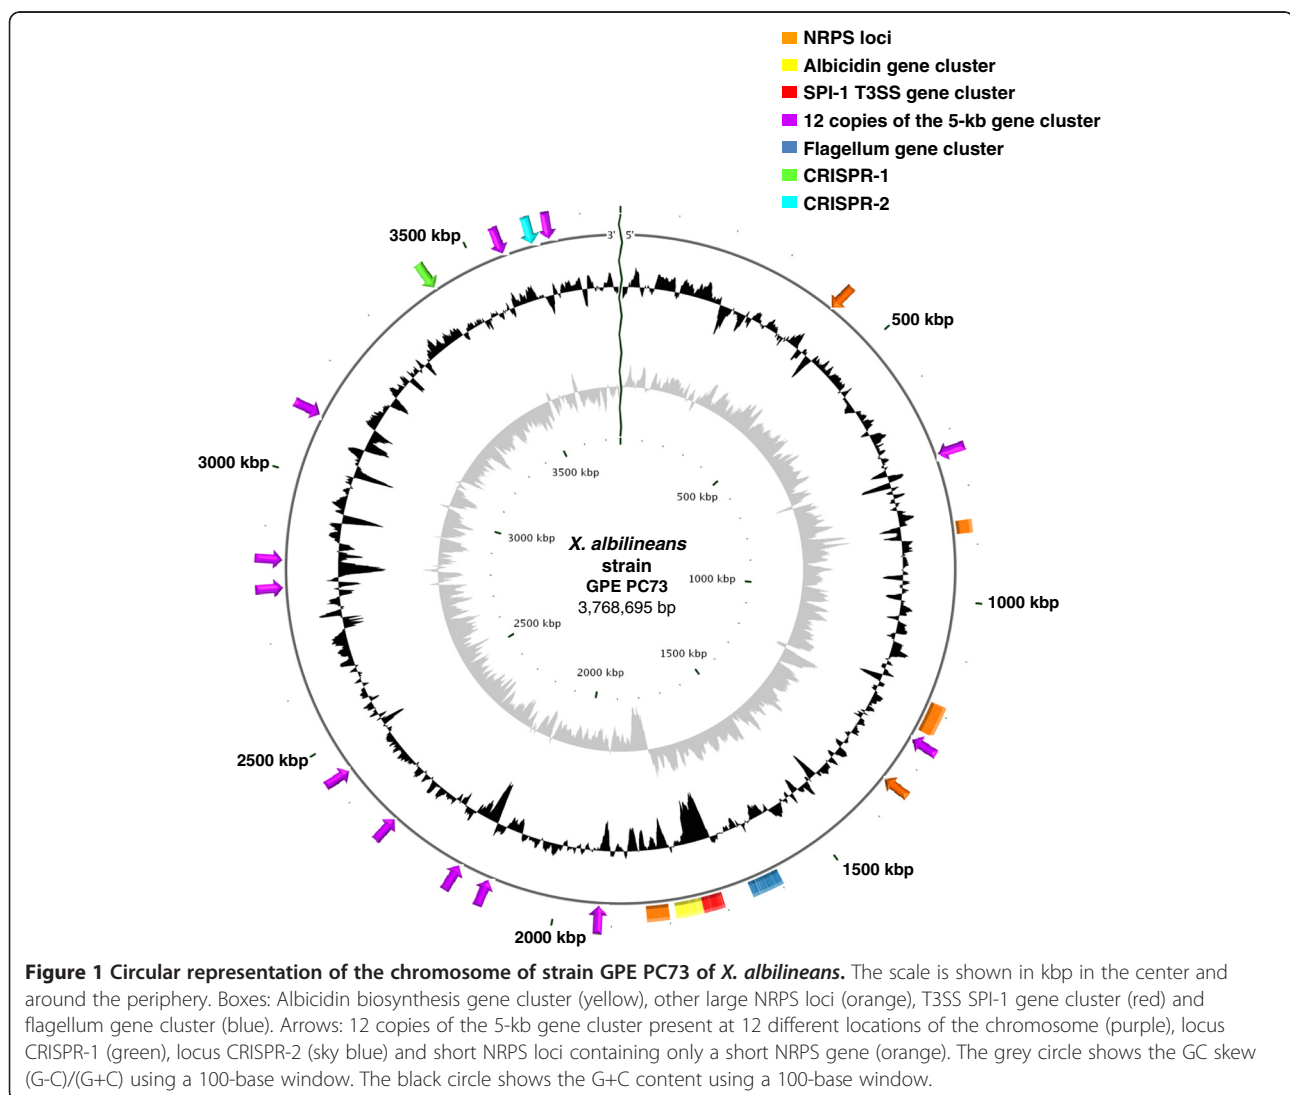 NRPS loci
Albicidin gene cluster
SPI-1 T3SS gene cluster
12 copies of the 5-kb gene cluster
Flagellum gene cluster
CRISPR-1
CRISPR-2
3500 kbp
3' 5'
500 kbp
3000 kbp
3500 kbp
500 kbp
3000 kbp
X. albilineans
strain
GPE PC73
3,768,695 bp
1000 kbp
1000 kbp
2500 kbp
1500 kbp
2000 kbp
2500 kbp
1500 kbp
2000 kbp
Figure 1 Circular representation of the chromosome of strain GPE PC73 of X. albilineans. The scale is shown in kbp in the center and
around the periphery. Boxes: Albicidin biosynthesis gene cluster (yellow), other large NRPS loci (orange), T3SS SPI-1 gene cluster (red) and
flagellum gene cluster (blue). Arrows: 12 copies of the 5-kb gene cluster present at 12 different locations of the chromosome (purple), locus
CRISPR-1 (green), locus CRISPR-2 (sky blue) and short NRPS loci containing only a short NRPS gene (orange). The grey circle shows the GC skew
(G-C)/(G+C) using a 100-base window. The black circle shows the G+C content using a 100-base window.